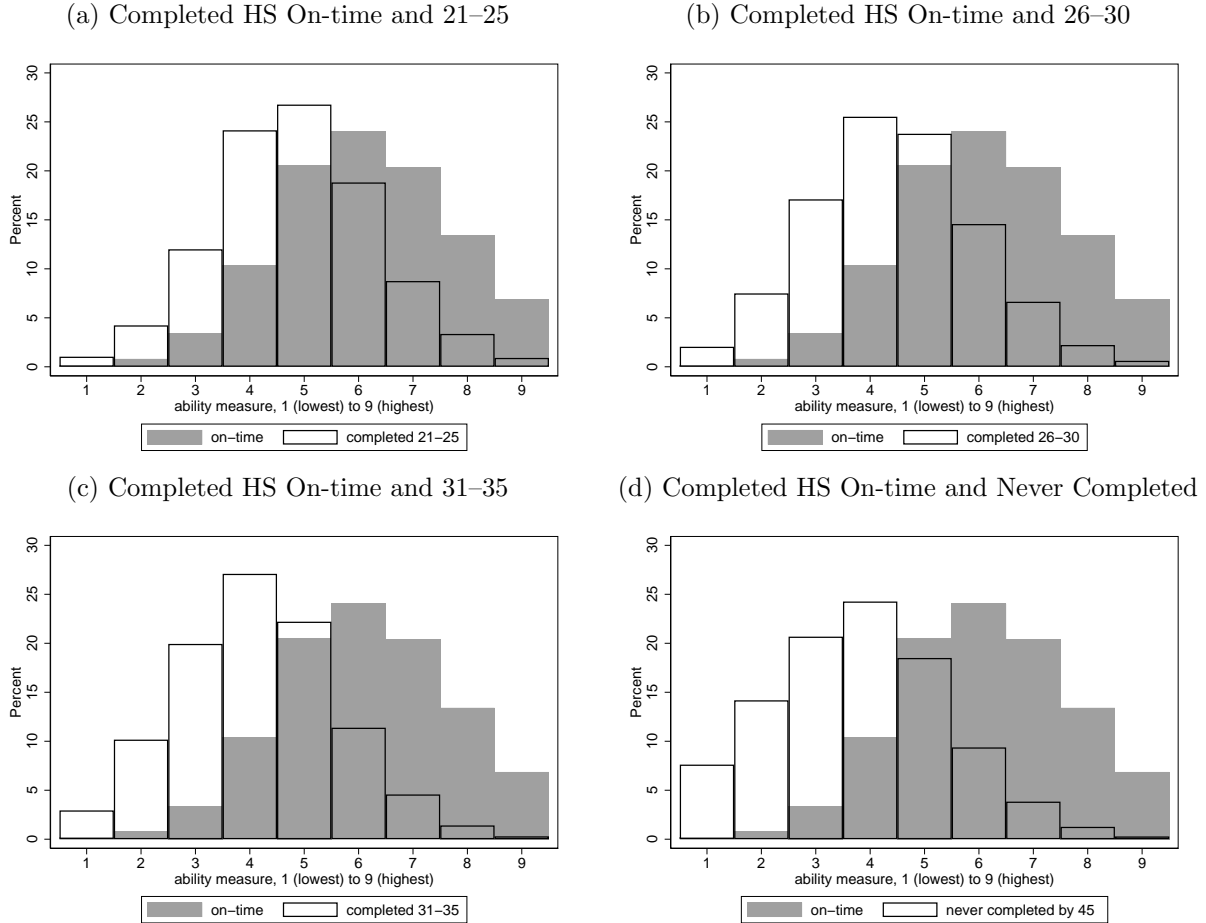 (a) Completed HS On-time and 21–25
(b) Completed HS On-time and 26–30
30
25
20
15
10
5
0
Percent
1 2 3 4 5 6 7 8 9
ability measure, 1 (lowest) to 9 (highest)
on−time completed 21−25
30
25
20
15
10
5
0
Percent
1 2 3 4 5 6 7 8 9
ability measure, 1 (lowest) to 9 (highest)
on−time completed 26−30
(c) Completed HS On-time and 31–35
(d) Completed HS On-time and Never Completed
30
25
20
15
10
5
0
Percent
1 2 3 4 5 6 7 8 9
ability measure, 1 (lowest) to 9 (highest)
on−time completed 31−35
30
25
20
15
10
5
0
Percent
1 2 3 4 5 6 7 8 9
ability measure, 1 (lowest) to 9 (highest)
on−time never completed by 45